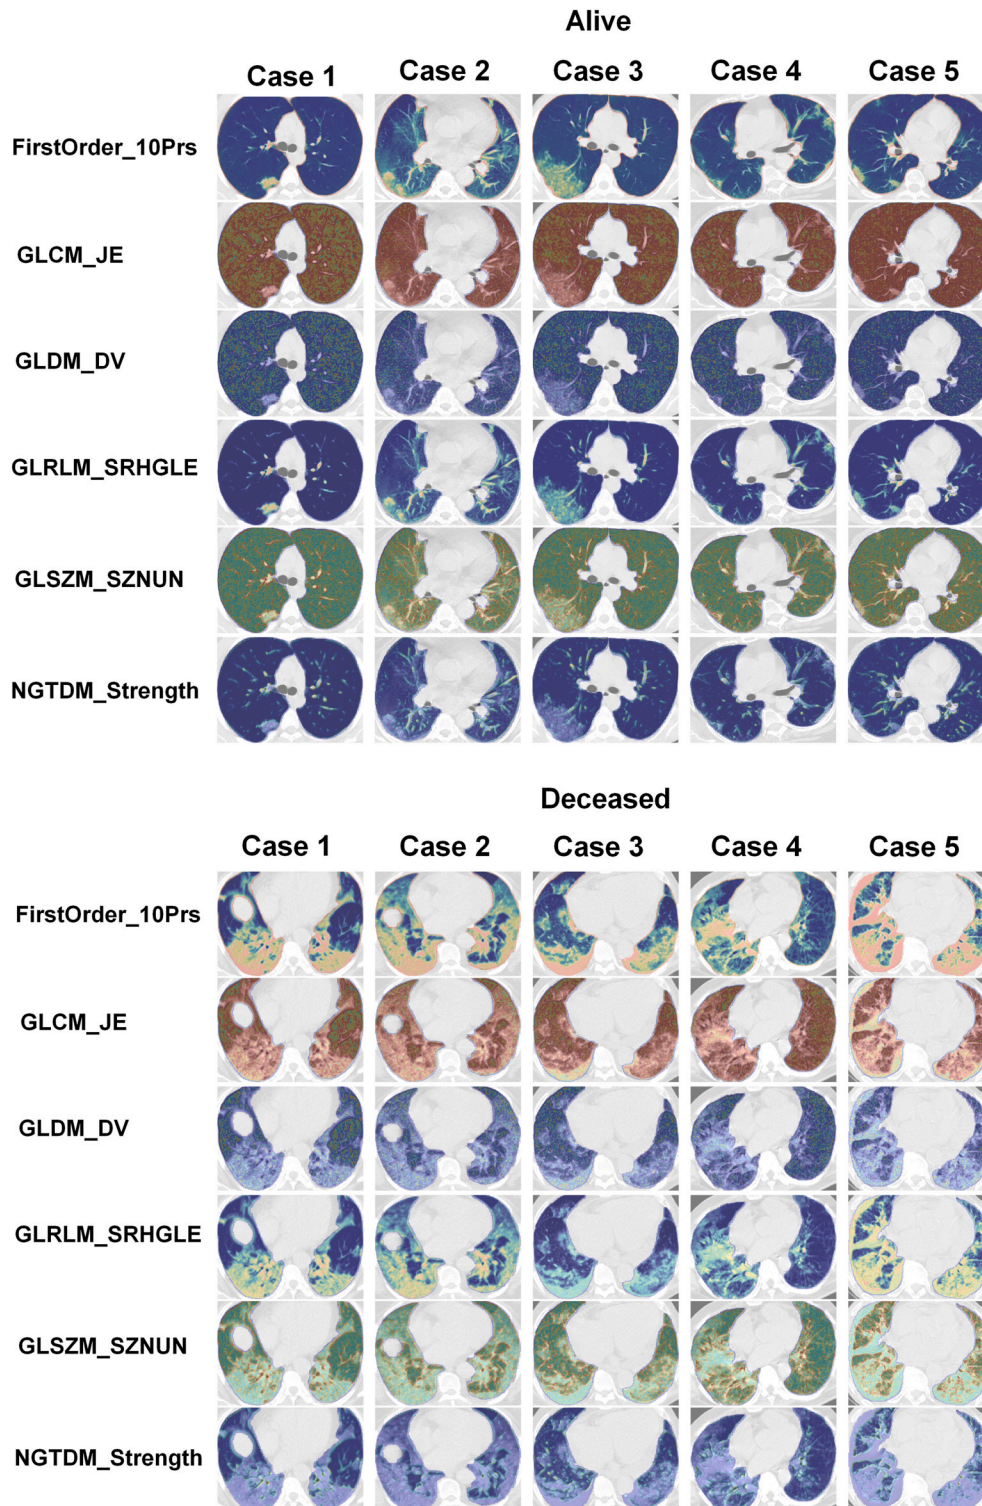 Alive
Case 1 Case 2 Case 3 Case 4 Case 5
FirstOrder_10Prs
GLCM_JE
GLDM_DV
GLRLM_SRHGLE
GLSZM_SZNUN
NGTDM_Strength
Deceased
Case 1 Case 2 Case 3 Case 4 Case 5
FirstOrder_10Prs
GLCM_JE
GLDM_DV
GLRLM_SRHGLE
GLSZM_SZNUN
NGTDM_Strength